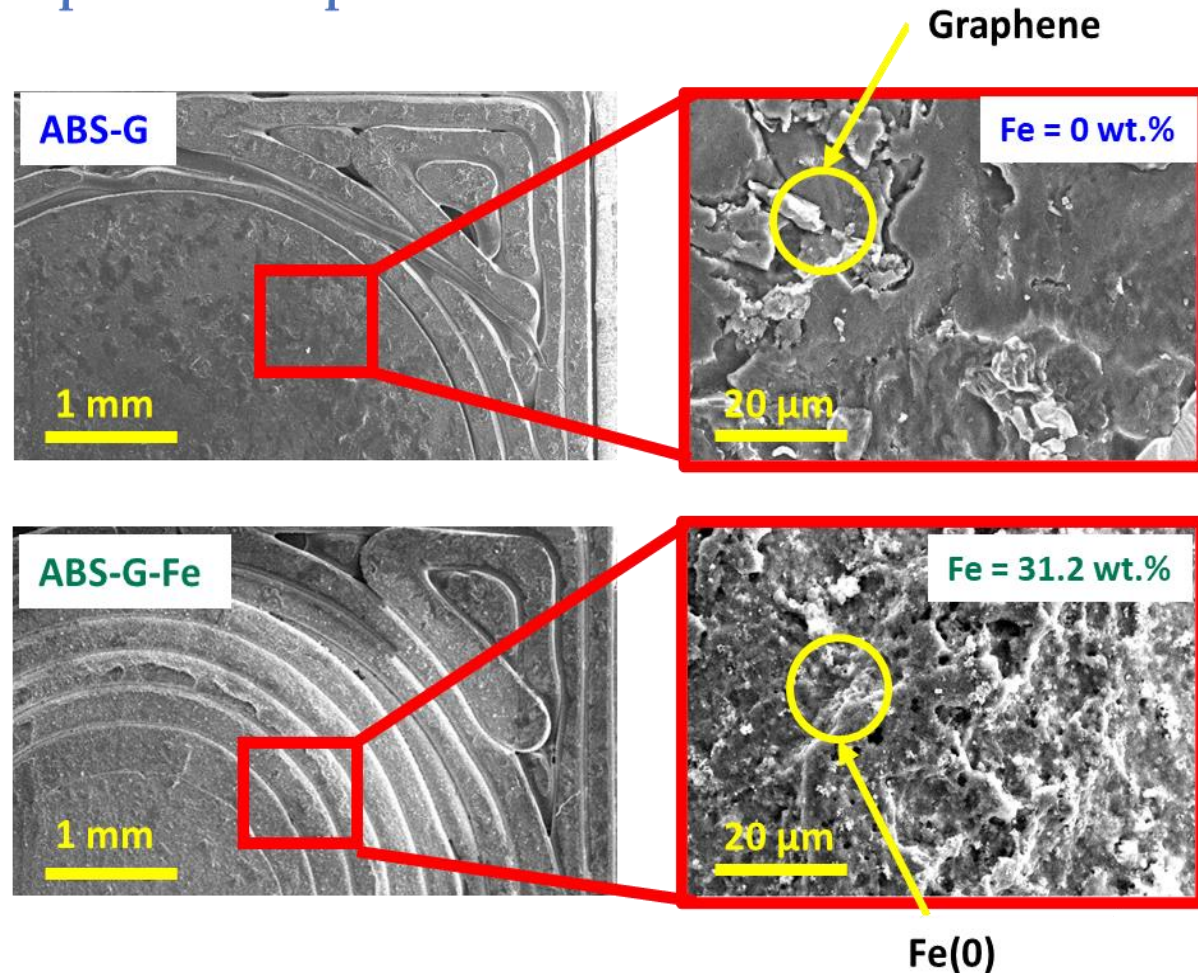 Graphene
ABS-G
Fe = 0 wt.%
1 mm
20 µm
ABS-G-Fe
Fe = 31.2 wt.%
1 mm
20 µm
Fe(0)